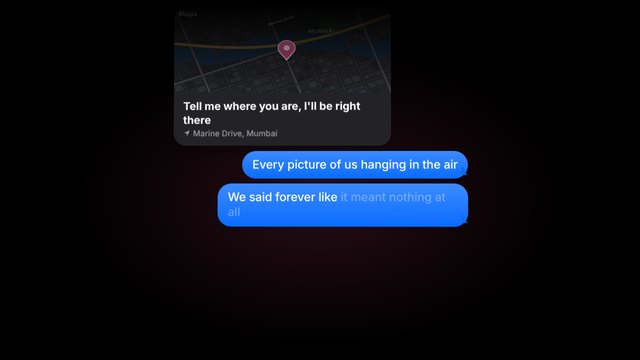 Maps
MUMBAI
Tell me where you are, I'll be right
there
Marine Drive, Mumbai
Every picture of us hanging in the air
We said forever like it meant nothing at
all